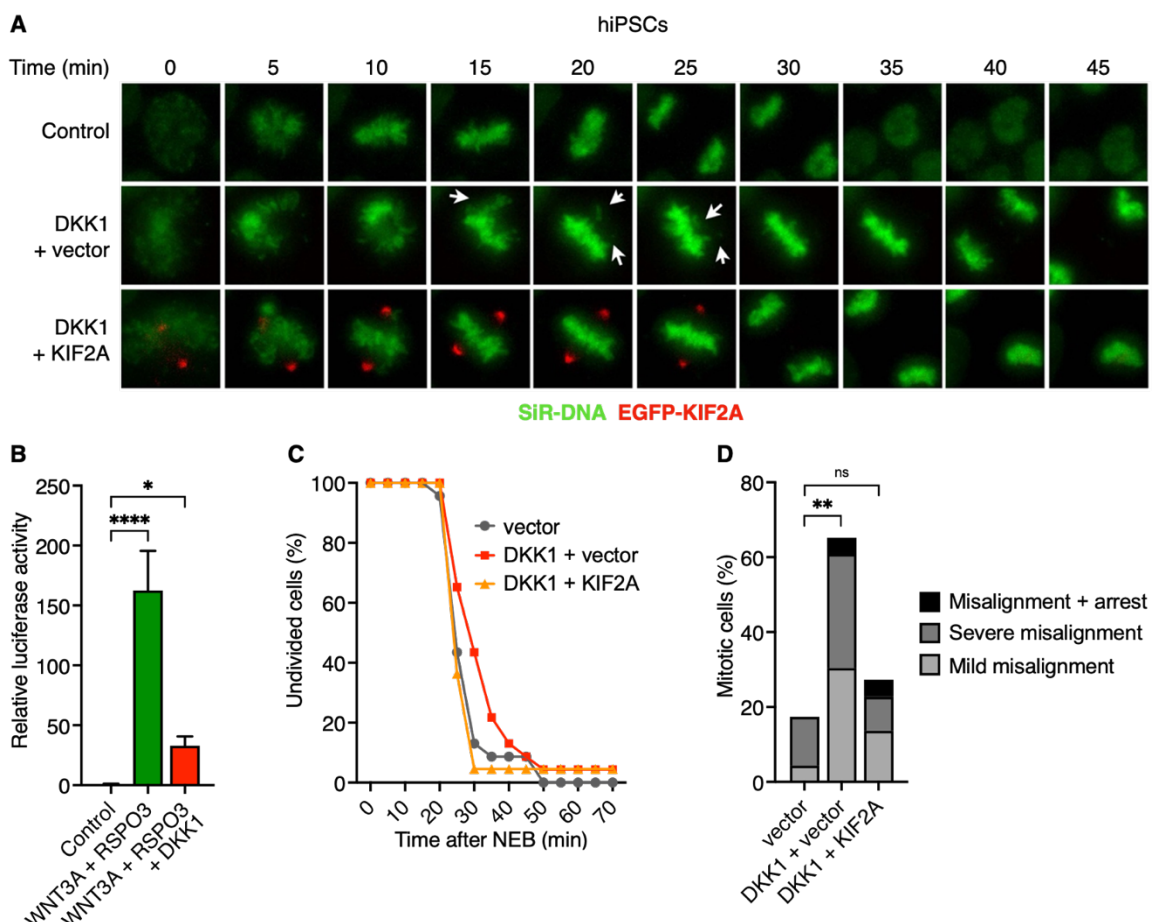 A
hiPSCs
Time (min) 0 5 10 15 20 25 30 35 40 45
Control
DKK1
+ vector
DKK1
+ KIF2A
SiR-DNA EGFP-KIF2A
B
Relative luciferase activity
250
200
150
100
50
0
*
****
Control
WNT3A + RSPO3
WNT3A + RSPO3
+ DKK1
C
Undivided cells (%)
100
80
60
40
20
0
vector
DKK1 + vector
DKK1 + KIF2A
0 10 20 30 40 50 60 70
Time after NEB (min)
D
Mitotic cells (%)
80
60
40
20
0
ns
**
vector
DKK1 + vector
DKK1 + KIF2A
Misalignment + arrest
Severe misalignment
Mild misalignment